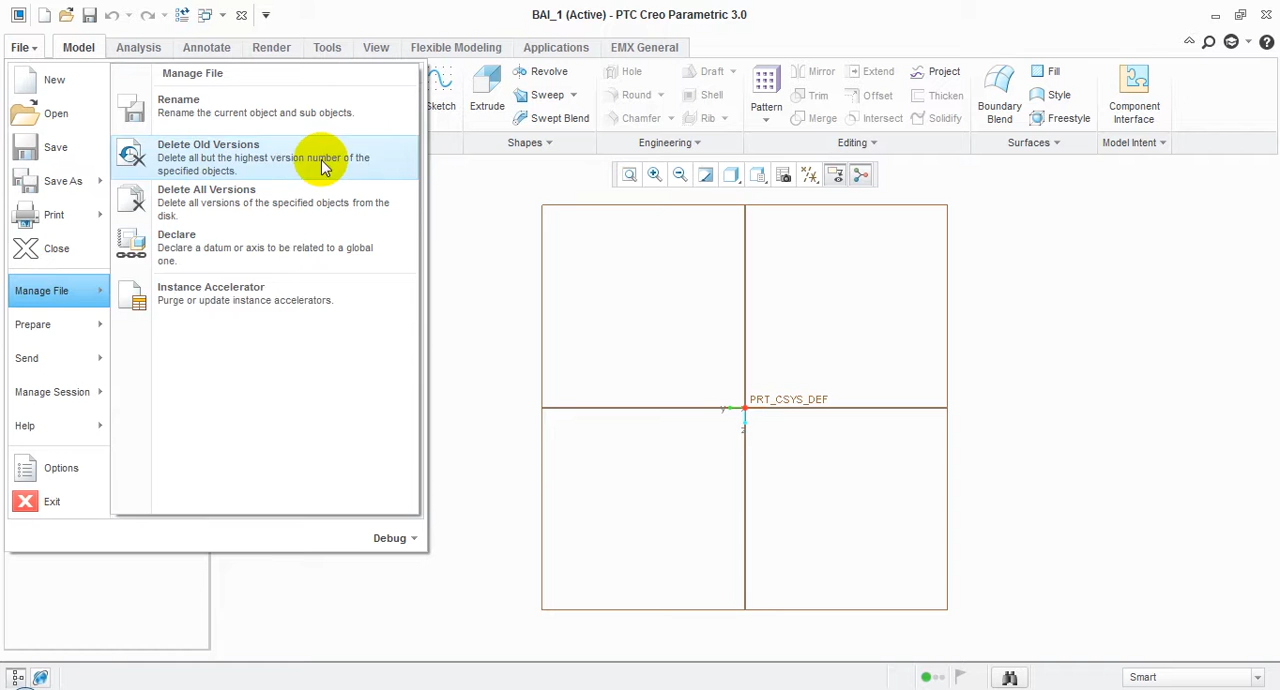 BAI_1 (Active) - PTC Creo Parametric 3.0
File Model Analysis Annotate Render Tools View Flexible Modeling Applications EMX General
New
Open
Save
Save As
Print
Close
Manage File
Prepare
Send
Manage Session
Help
Options
Exit
Manage File
Rename
Rename the current object and sub objects.
Delete Old Versions
Delete all but the highest version number of the
specified objects.
Delete All Versions
Delete all versions of the specified objects from the
disk.
Declare
Declare a datum or axis to be related to a global
one.
Instance Accelerator
Purge or update instance accelerators.
Debug
Sketch
Extrude
Revolve
Sweep
Swept Blend
Shapes
Hole
Round
Chamfer
Draft
Shell
Rib
Engineering
Pattern
Mirror
Trim
Merge
Extend
Offset
Intersect
Project
Thicken
Solidify
Editing
Boundary
Blend
Fill
Style
Freestyle
Surfaces
Component
Interface
Model Intent
PRT_CSYS_DEF
y
z
Smart